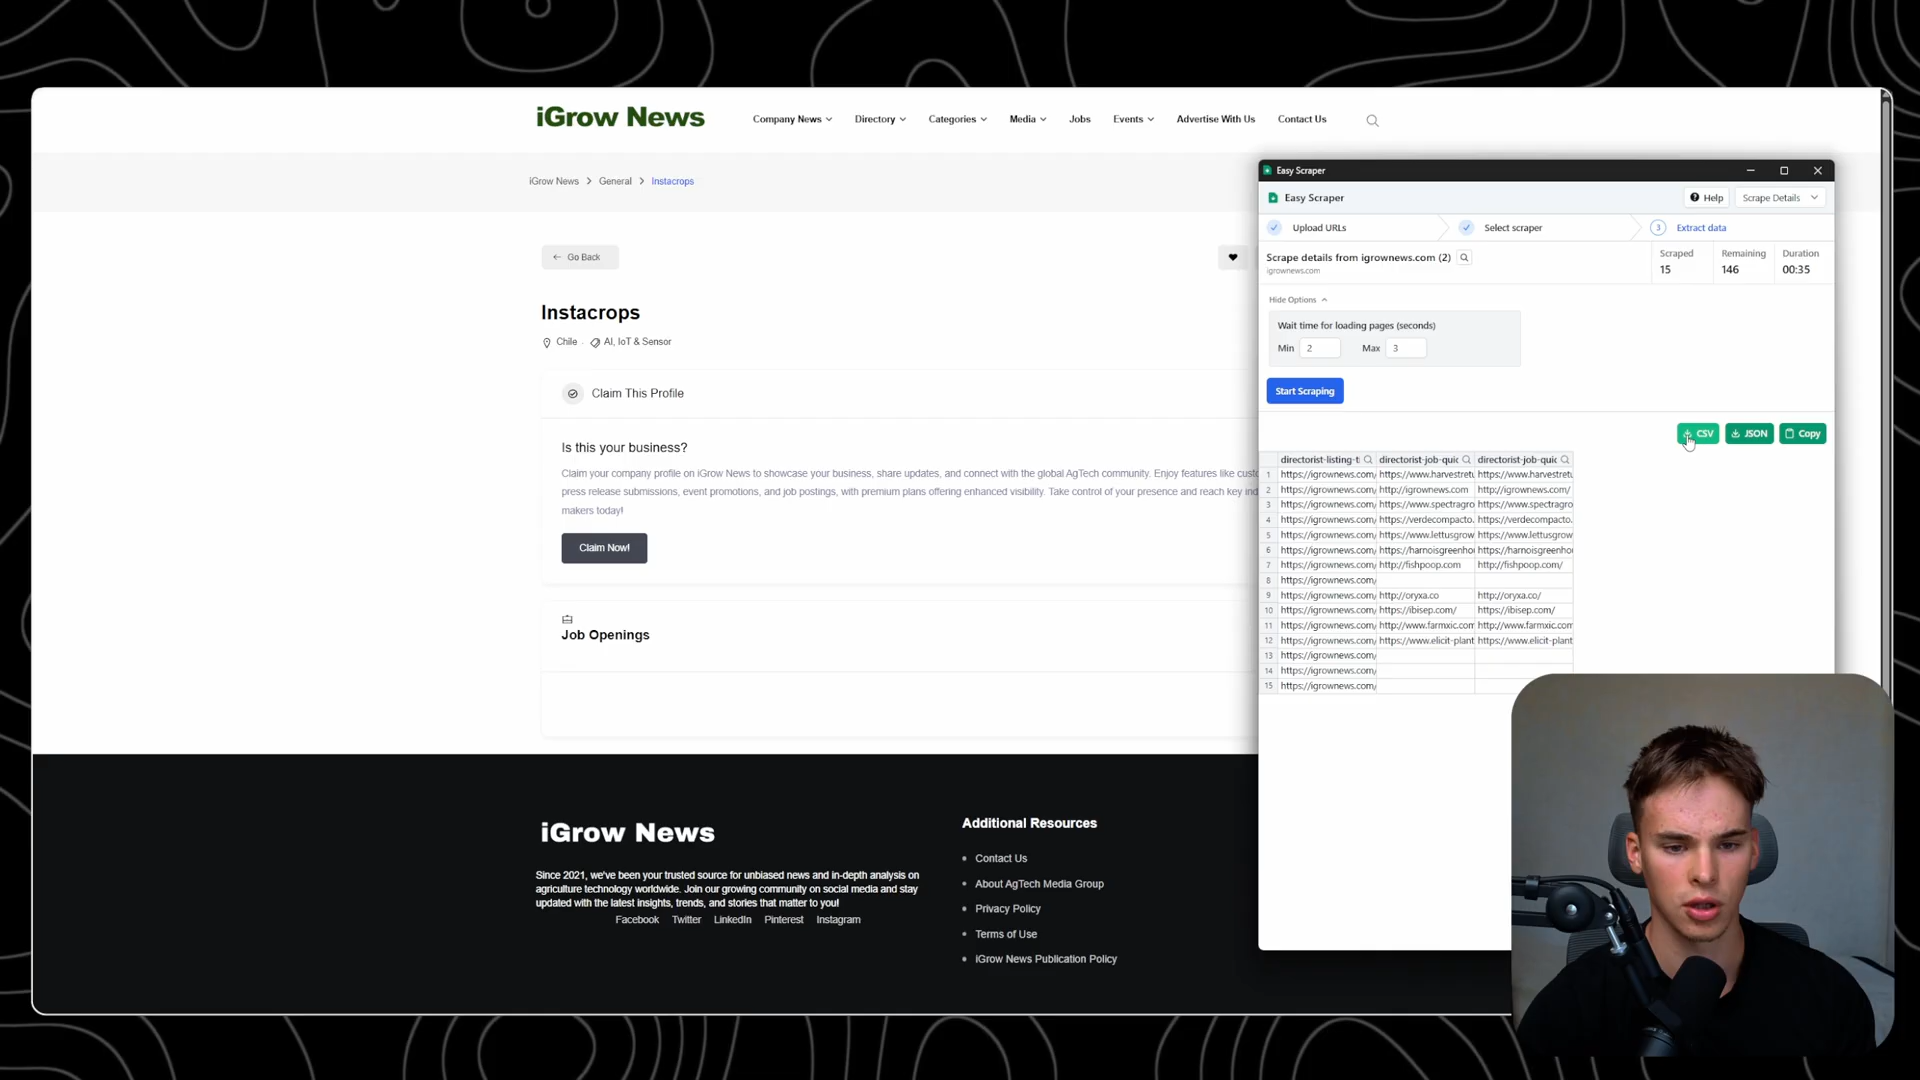 iGrow News
Company News
Directory
Categories
Media
Jobs
Events
Advertise With Us
Contact Us
iGrow News > General > Instacrops
Go Back
Instacrops
Chile
AI, IoT & Sensor
Claim This Profile
Is this your business?
Claim your company profile on iGrow News to showcase your business, share updates, and connect with the global AgTech community. Enjoy features like
press release submissions, event promotions, and job postings, with premium plans offering enhanced visibility. Take control of your presence and reach key
makers today!
Claim Now!
Job Openings
iGrow News
Since 2021, we've been your trusted source for unbiased news and in-depth analysis on
agriculture technology worldwide. Join our growing community on social media and stay
updated with the latest insights, trends, and stories that matter to you!
Facebook Twitter LinkedIn Pinterest Instagram
Additional Resources
Contact Us
About AgTech Media Group
Privacy Policy
Terms of Use
iGrow News Publication Policy
Easy Scraper
Easy Scraper
Help
Scrape Details
Upload URLs
Select scraper
3 Extract data
Scrape details from igrownews.com (2)
igrownews.com
Scraped
15
Remaining
146
Duration
00:35
Hide Options
Wait time for loading pages (seconds)
Min 2 Max 3
Start Scraping
CSV
JSON
Copy
directorist-listing-t directorist-job-quic directorist-job-quic
1 https://igrownews.com/ https://www.harvestretu https://www.harvestretu
2 https://igrownews.com/ http://igrownews.com http://igrownews.com/
3 https://igrownews.com/ https://www.spectragro https://www.spectragro
4 https://igrownews.com/ https://verdecompacto. https://verdecompacto.
5 https://igrownews.com/ https://www.lettusgrow https://www.lettusgrow
6 https://igrownews.com/ https://harnoisgreenhou https://harnoisgreenhou
7 https://igrownews.com/ http://fishpoop.com http://fishpoop.com/
8 https://igrownews.com/
9 https://igrownews.com/ http://oryxa.co http://oryxa.co/
10 https://igrownews.com/ https://ibisep.com/ https://ibisep.com/
11 https://igrownews.com/ http://www.farmxic.com http://www.farmxic.com
12 https://igrownews.com/ https://www.elicit-plant https://www.elicit-plant
13 https://igrownews.com/
14 https://igrownews.com/
15 https://igrownews.com/